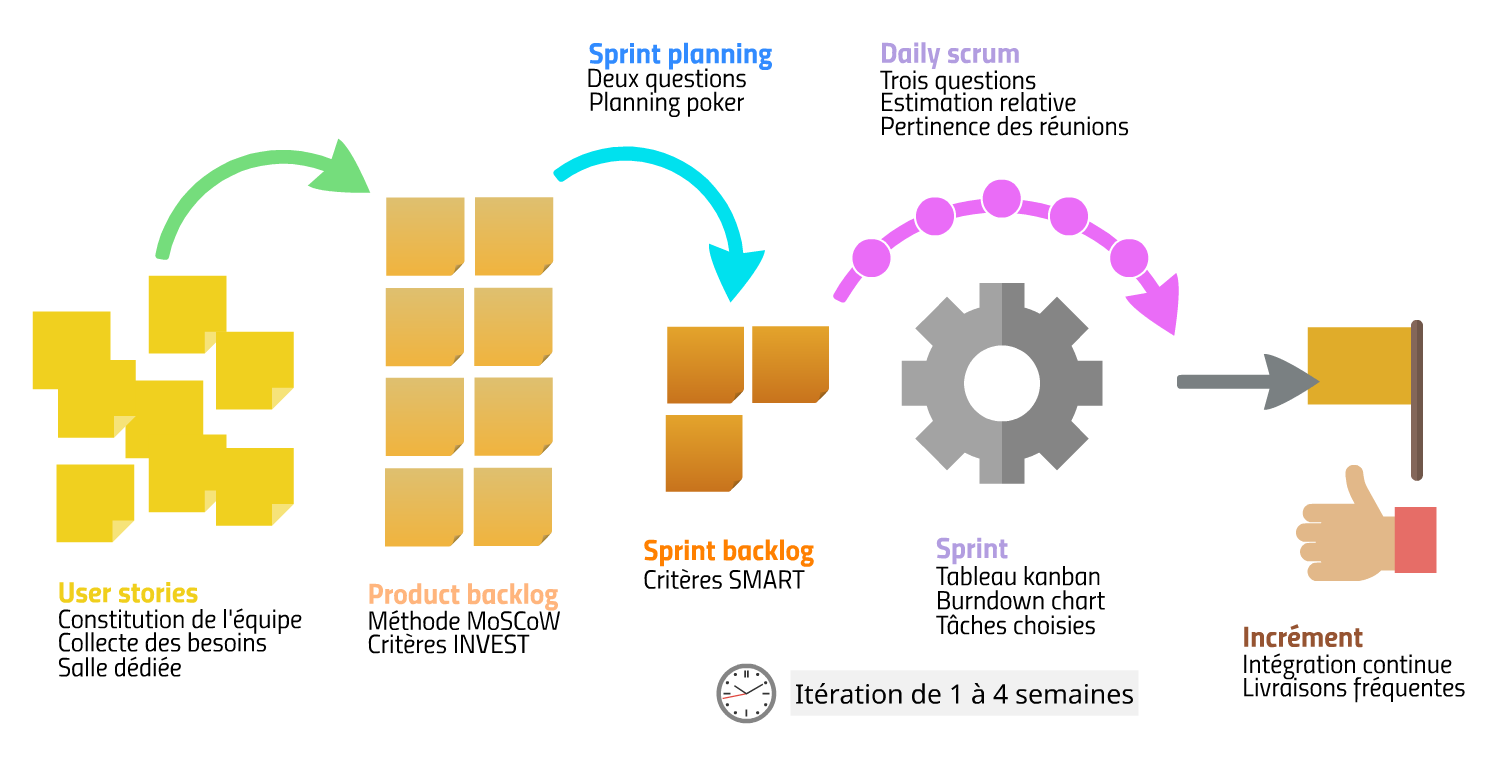 Sprint planning
Deux questions
Planning poker
Daily scrum
Trois questions
Estimation relative
Pertinence des réunions
User stories
Constitution de l'équipe
Collecte des besoins
Salle dédiée
Product backlog
Méthode MoSCoW
Critères INVEST
Sprint backlog
Critères SMART
Sprint
Tableau kanban
Burndown chart
Tâches choisies
Incrément
Intégration continue
Livraisons fréquentes
Itération de 1 à 4 semaines